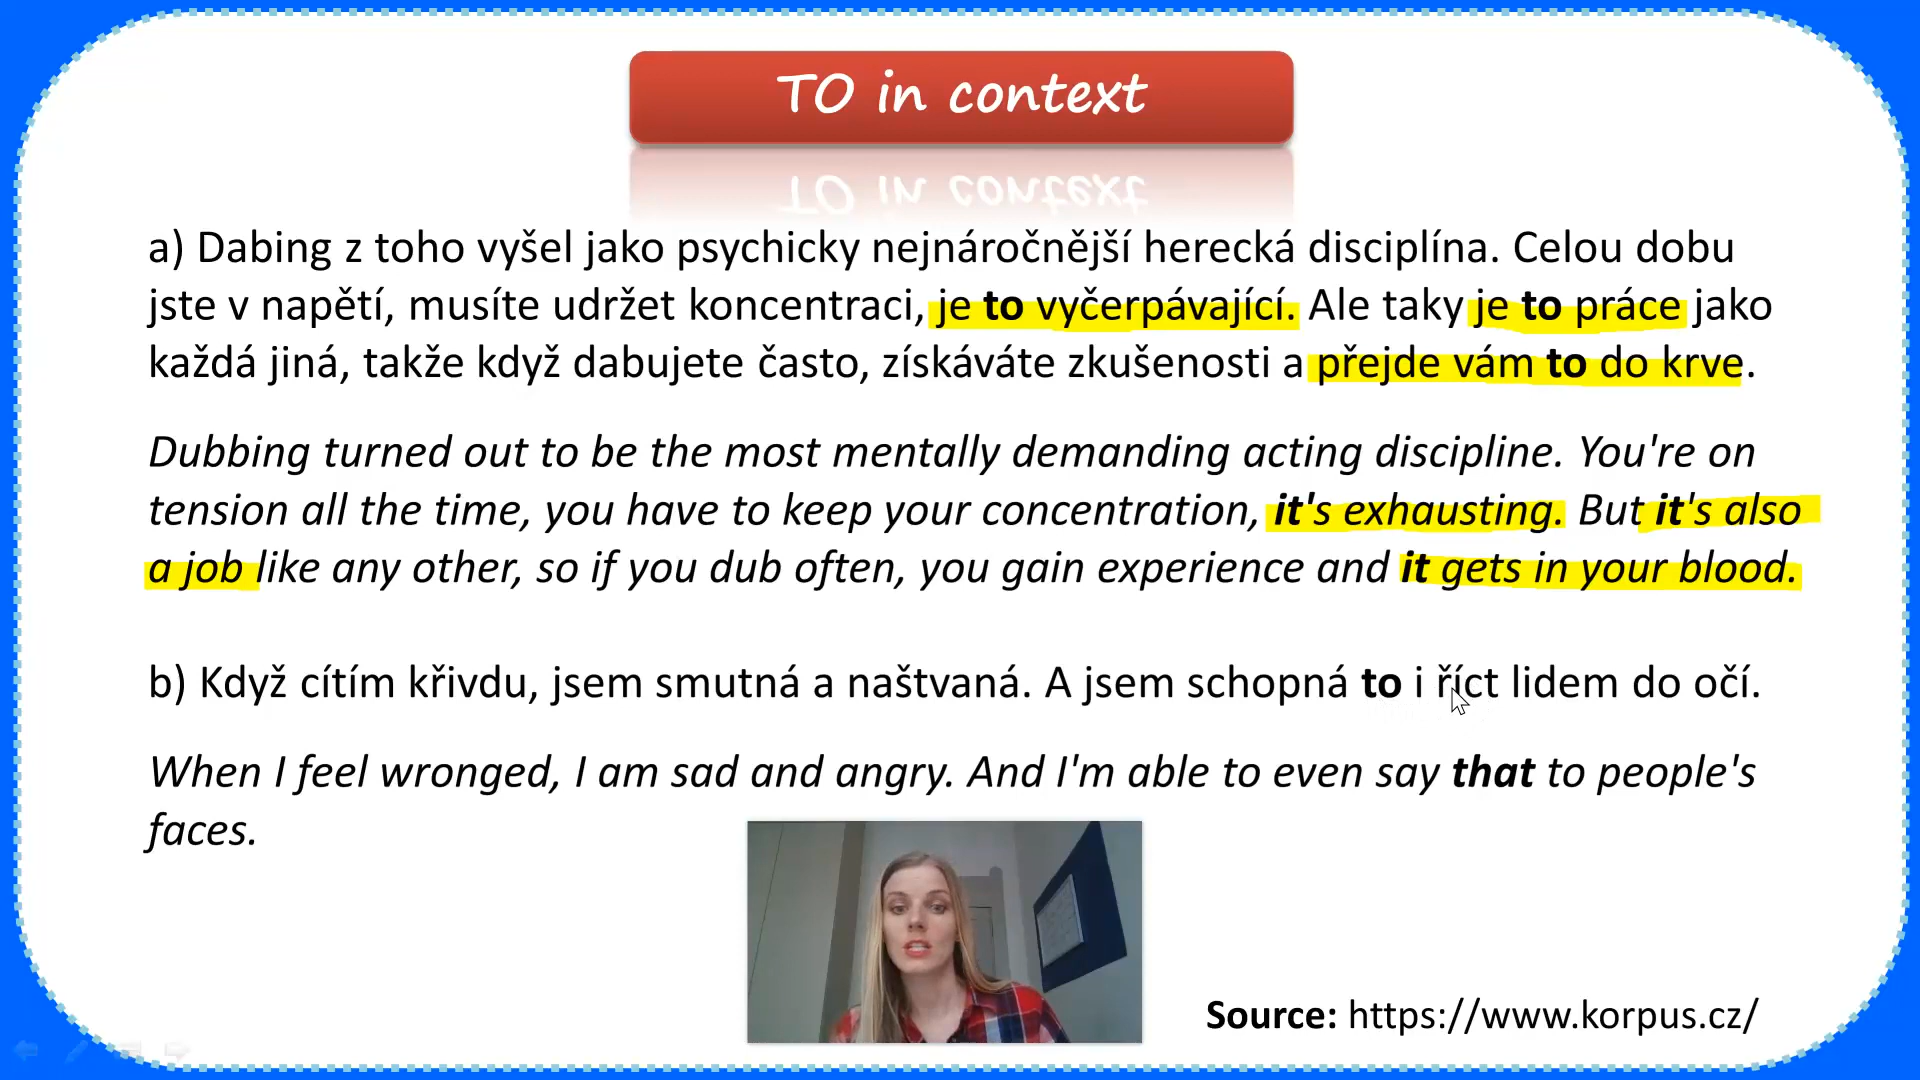 TO in context
a) Dabing z toho vyšel jako psychicky nejnáročnější herecká disciplína. Celou dobu
jste v napětí, musíte udržet koncentraci, je to vyčerpávající. Ale taky je to práce jako
každá jiná, takže když dabujete často, získáváte zkušenosti a přejde vám to do krve.
Dubbing turned out to be the most mentally demanding acting discipline. You're on
tension all the time, you have to keep your concentration, it's exhausting. But it's also
a job like any other, so if you dub often, you gain experience and it gets in your blood.
b) Když cítím křivdu, jsem smutná a naštvaná. A jsem schopná to i říct lidem do očí.
When I feel wronged, I am sad and angry. And I'm able to even say that to people's
faces.
Source: https://www.korpus.cz/